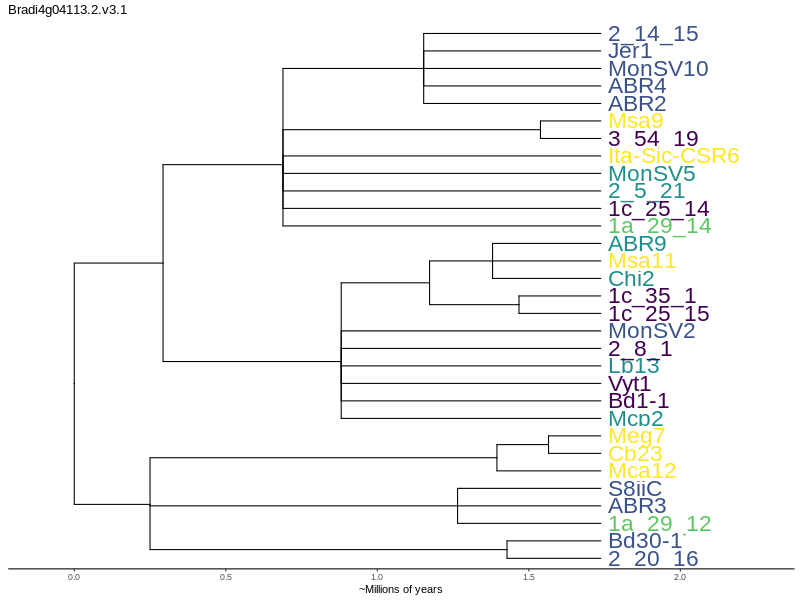 Bradi4g04113.2.v3.1
2_14_15
Jer1
MonSV10
ABR4
ABR2
Msa9
3_54_19
Ita-Sic-CSR6
MonSV5
2_5_21
1c_25_14
1a_29_14
ABR9
Msa11
Chi2
1c_35_1
1c_25_15
MonSV2
2_8_1
Lb13
Vyt1
Bd1-1
Mcp2
Meg7
Cb23
Mca12
S8iiC
ABR3
1a_29_12
Bd30-1
2_20_16
0.0 0.5 1.0 1.5 2.0
~Millions of years